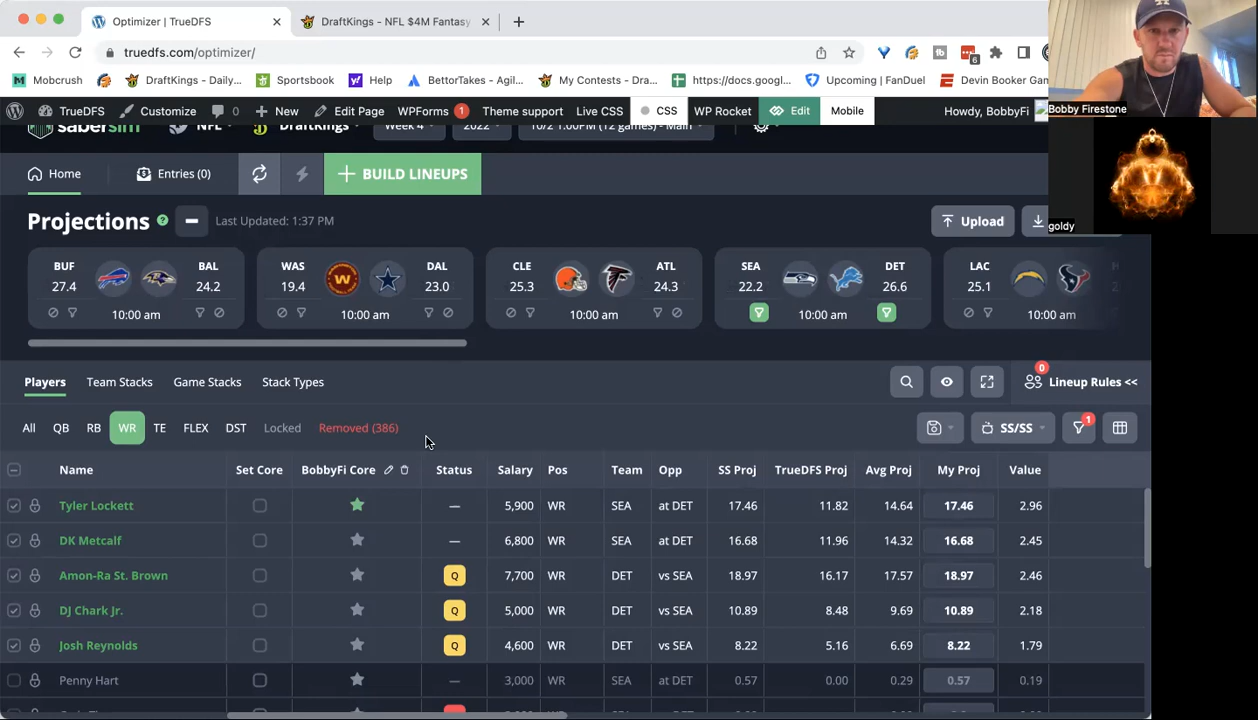 Optimizer | TrueDFS
DraftKings - NFL $4M Fantasy
truedfs.com/optimizer/
6
Mobcrush
DraftKings - Daily...
Sportsbook
Help
BettorTakes - Agil...
My Contests - Dra...
https://docs.googl...
Upcoming | FanDuel
Devin Booker Gam
TrueDFS
Customize
0
New
Edit Page
WPForms 1
Theme support
Live CSS
CSS
WP Rocket
Edit
Mobile
Howdy, BobbyFi
Bobby Firestone
goldy
sabersim
NFL
DraftKings
Week 4
2022
10/2 1:00PM (12 games) - Main
Home
Entries (0)
BUILD LINEUPS
Projections ?
Last Updated: 1:37 PM
Upload
BUF BAL WAS DAL CLE ATL SEA DET LAC
27.4 24.2 19.4 23.0 25.3 24.3 22.2 26.6 25.1
10:00 am 10:00 am 10:00 am 10:00 am 10:00 am
Players Team Stacks Game Stacks Stack Types
0
Lineup Rules <<
All QB RB WR TE FLEX DST Locked Removed (386)
SS/SS
1
Name Set Core BobbyFi Core Status Salary Pos Team Opp SS Proj TrueDFS Proj Avg Proj My Proj Value
Tyler Lockett — 5,900 WR SEA at DET 17.46 11.82 14.64 17.46 2.96
DK Metcalf — 6,800 WR SEA at DET 16.68 11.96 14.32 16.68 2.45
Amon-Ra St. Brown Q 7,700 WR DET vs SEA 18.97 16.17 17.57 18.97 2.46
DJ Chark Jr. Q 5,000 WR DET vs SEA 10.89 8.48 9.69 10.89 2.18
Josh Reynolds Q 4,600 WR DET vs SEA 8.22 5.16 6.69 8.22 1.79
Penny Hart — 3,000 WR SEA at DET 0.57 0.00 0.29 0.57 0.19